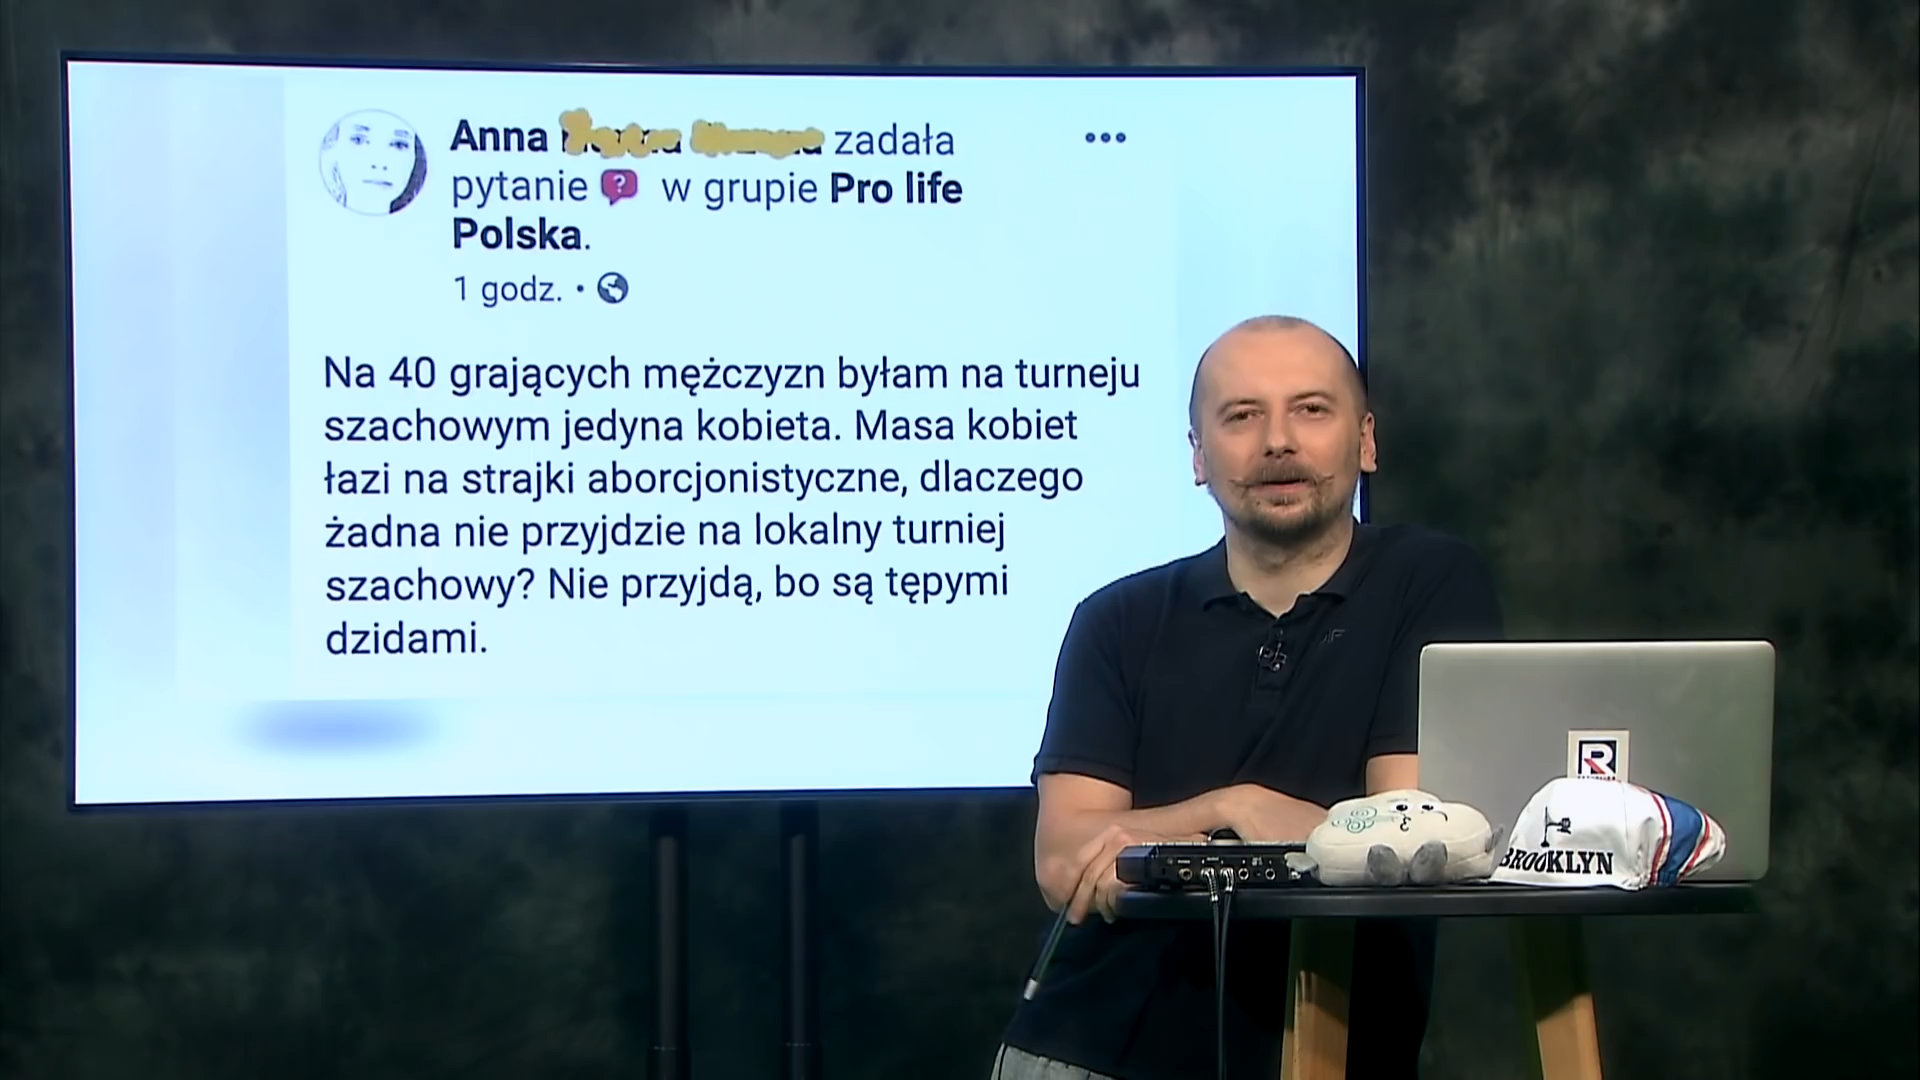 Anna zadała
pytanie w grupie Pro life
Polska.
1 godz. •
Na 40 grających mężczyzn byłam na turneju
szachowym jedyna kobieta. Masa kobiet
łazi na strajki aborcjonistyczne, dlaczego
żadna nie przyjdzie na lokalny turniej
szachowy? Nie przyjdą, bo są tępymi
dzidami.
4F
R
BROOKLYN